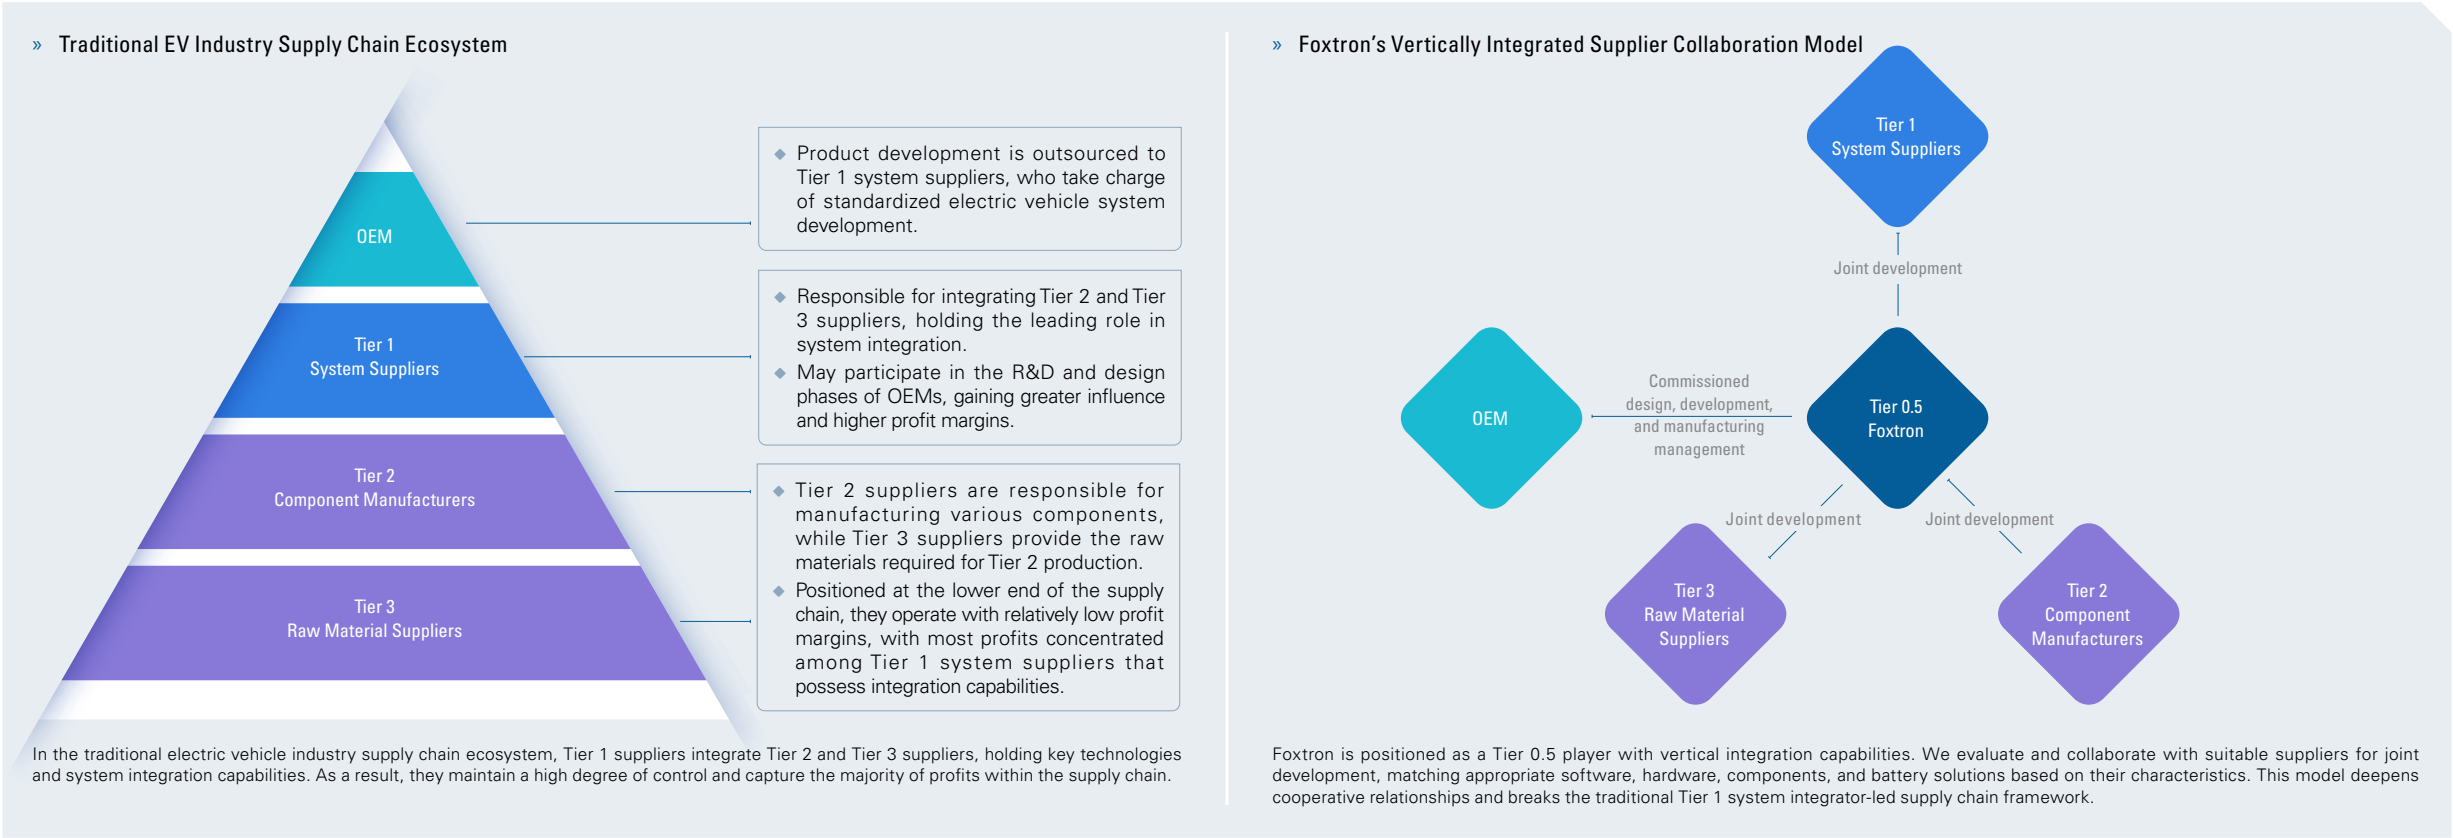 » Traditional EV Industry Supply Chain Ecosystem
OEM
Tier 1
System Suppliers
Tier 2
Component Manufacturers
Tier 3
Raw Material Suppliers
Product development is outsourced to
Tier 1 system suppliers, who take charge
of standardized electric vehicle system
development.
Responsible for integrating Tier 2 and Tier
3 suppliers, holding the leading role in
system integration.
May participate in the R&D and design
phases of OEMs, gaining greater influence
and higher profit margins.
Tier 2 suppliers are responsible for
manufacturing various components,
while Tier 3 suppliers provide the raw
materials required for Tier 2 production.
Positioned at the lower end of the supply
chain, they operate with relatively low profit
margins, with most profits concentrated
among Tier 1 system suppliers that
possess integration capabilities.
In the traditional electric vehicle industry supply chain ecosystem, Tier 1 suppliers integrate Tier 2 and Tier 3 suppliers, holding key technologies
and system integration capabilities. As a result, they maintain a high degree of control and capture the majority of profits within the supply chain.
» Foxtron's Vertically Integrated Supplier Collaboration Model
Tier 1
System Suppliers
Joint development
OEM
Commissioned
design, development,
and manufacturing
management
Tier 0.5
Foxtron
Joint development
Joint development
Tier 3
Raw Material
Suppliers
Tier 2
Component
Manufacturers
Foxtron is positioned as a Tier 0.5 player with vertical integration capabilities. We evaluate and collaborate with suitable suppliers for joint
development, matching appropriate software, hardware, components, and battery solutions based on their characteristics. This model deepens
cooperative relationships and breaks the traditional Tier 1 system integrator-led supply chain framework.